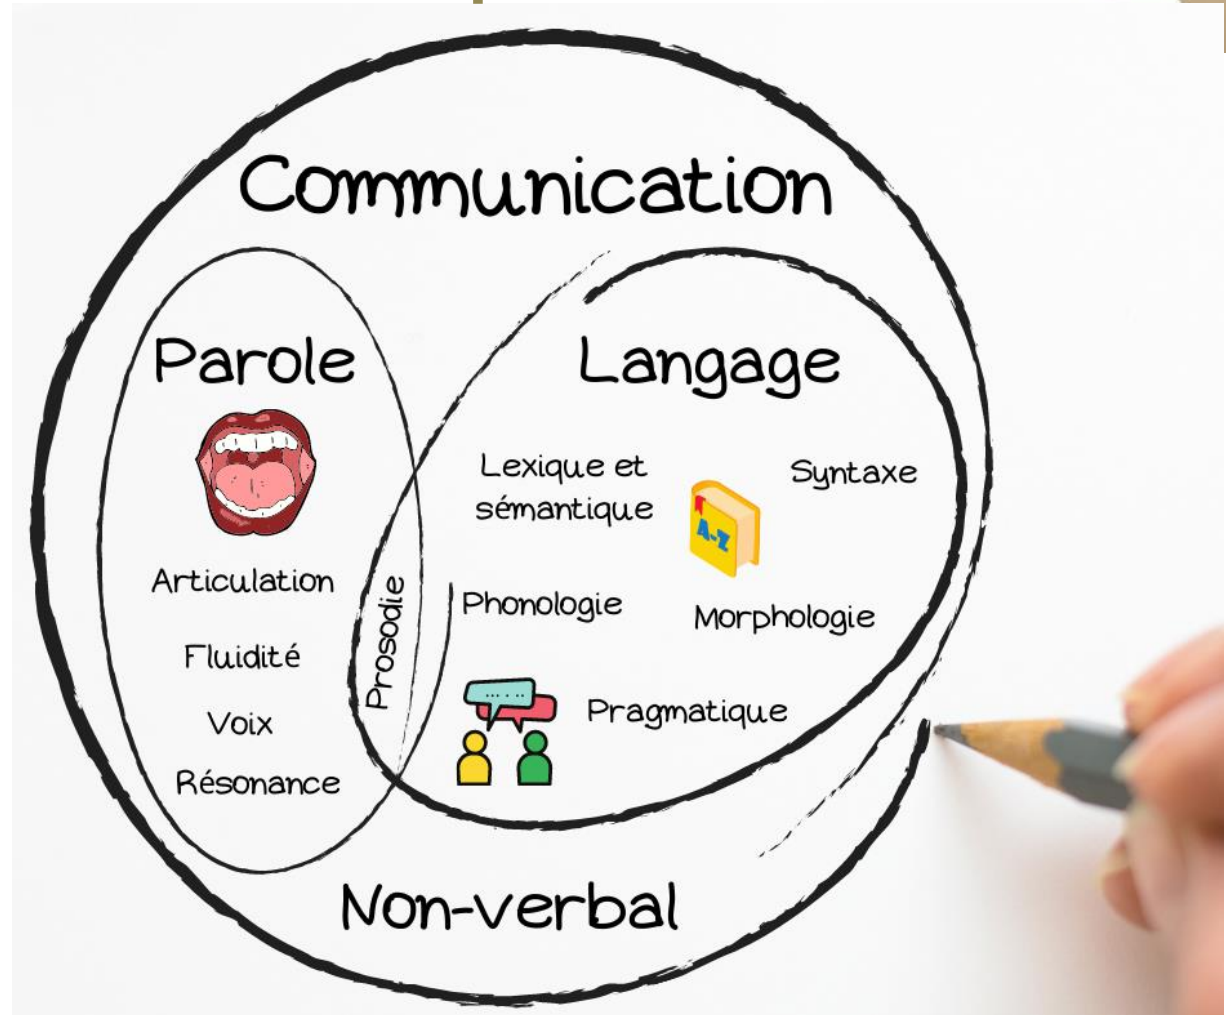 Communication
Parole
Langage
Lexique et
sémantique
Syntaxe
A-Z
Articulation
Prosodie
Phonologie
Morphologie
Fluidité
Voix
Pragmatique
Résonance
Non-verbal